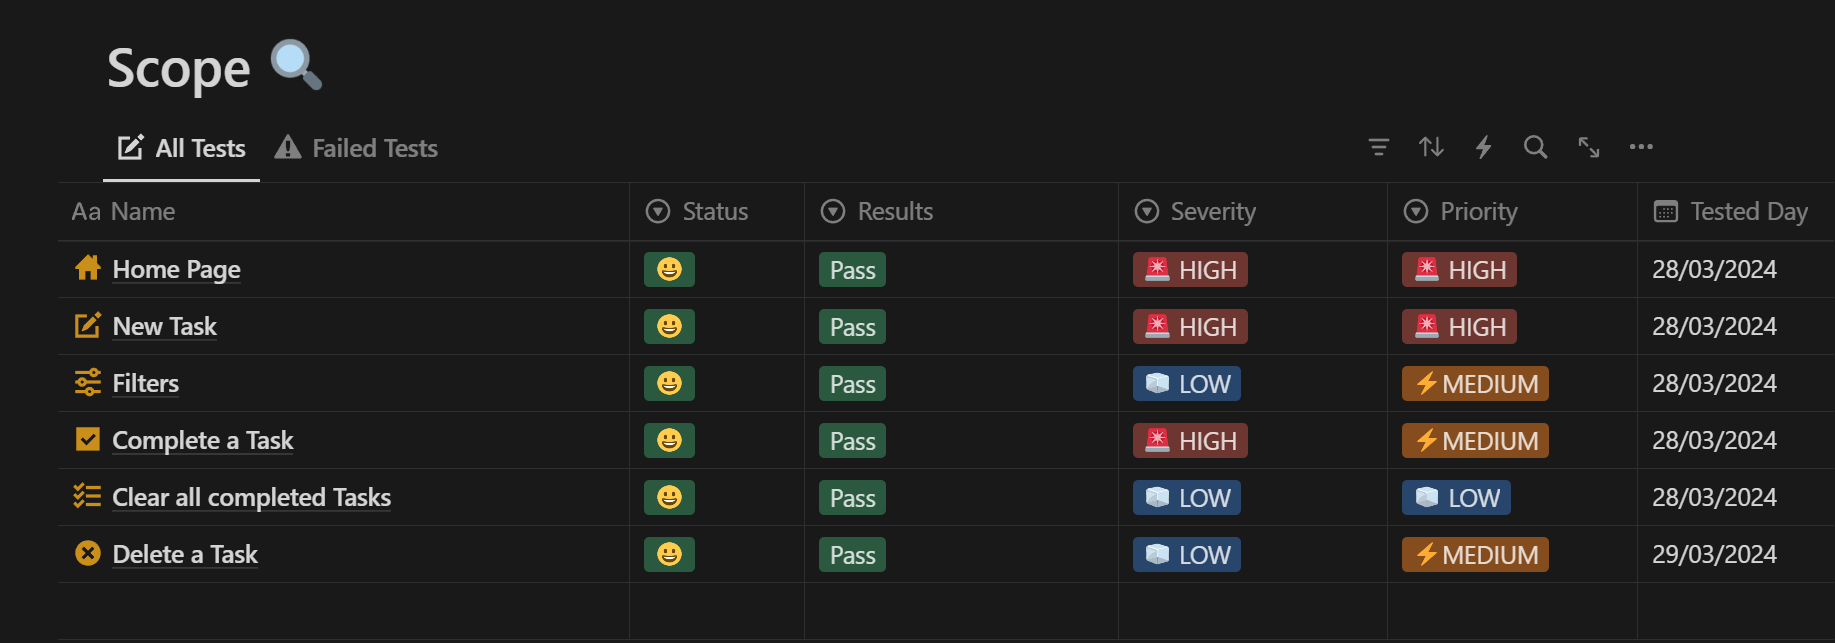 Scope
All Tests Failed Tests
Aa Name Status Results Severity Priority Tested Day
Home Page Pass HIGH HIGH 28/03/2024
New Task Pass HIGH HIGH 28/03/2024
Filters Pass LOW MEDIUM 28/03/2024
Complete a Task Pass HIGH MEDIUM 28/03/2024
Clear all completed Tasks Pass LOW LOW 28/03/2024
Delete a Task Pass LOW MEDIUM 29/03/2024